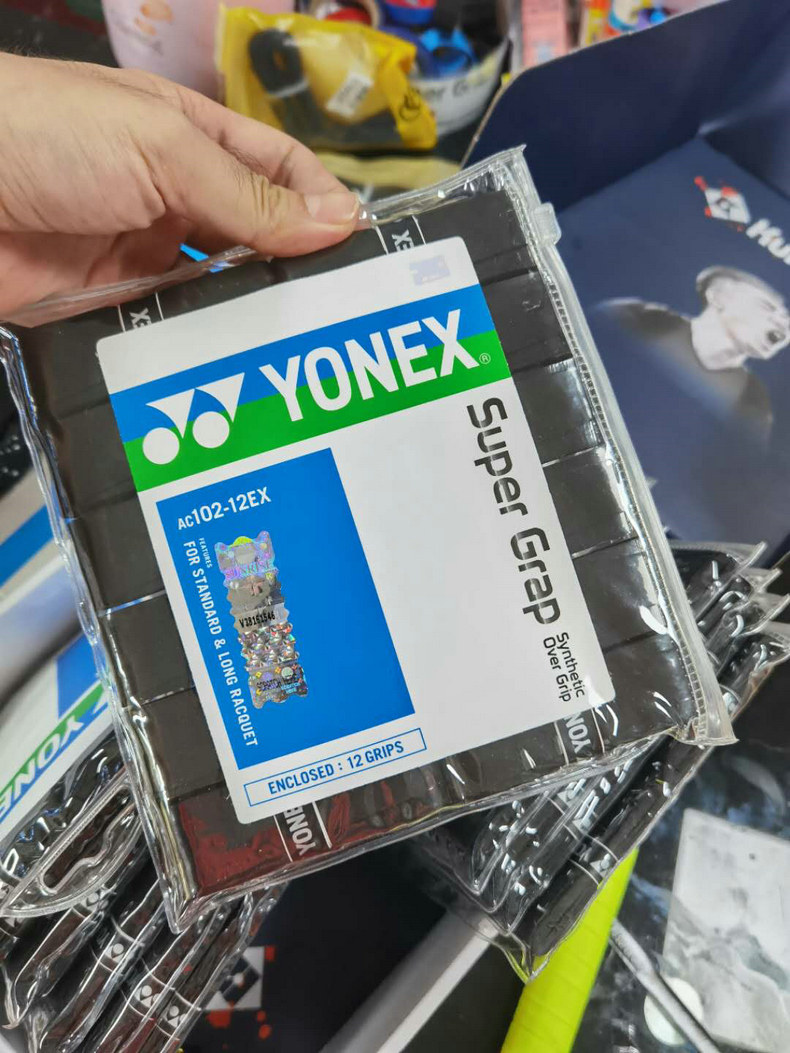 YONEX®
Super Grap
Synthetic
Over Grip
AC102-12EX
FEATURES
FOR STANDARD & LONG RACQUET
ENCLOSED : 12 GRIPS